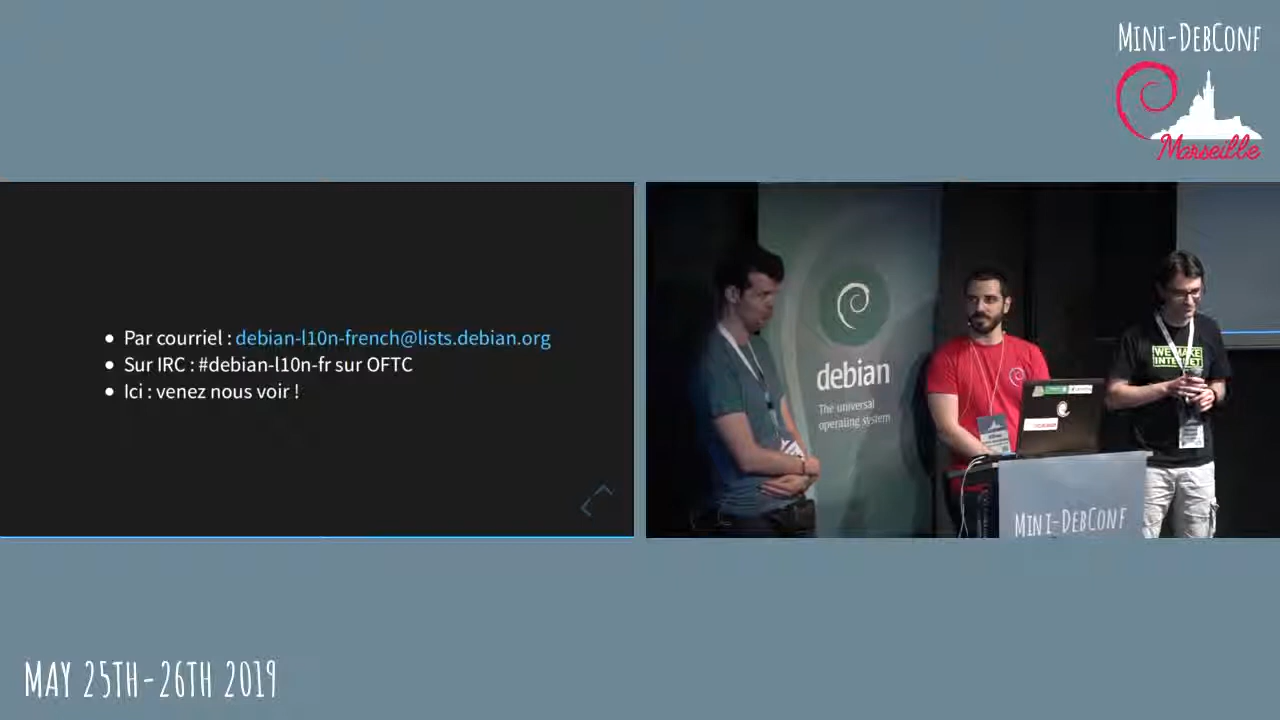 MINI-DEBCONF
Marseille
Par courriel : debian-l10n-french@lists.debian.org
Sur IRC : #debian-l10n-fr sur OFTC
Ici : venez nous voir !
debian
The universal
operating system
WE MAKE
INTERNET
MINI-DEBCONF
MAY 25TH-26TH 2019